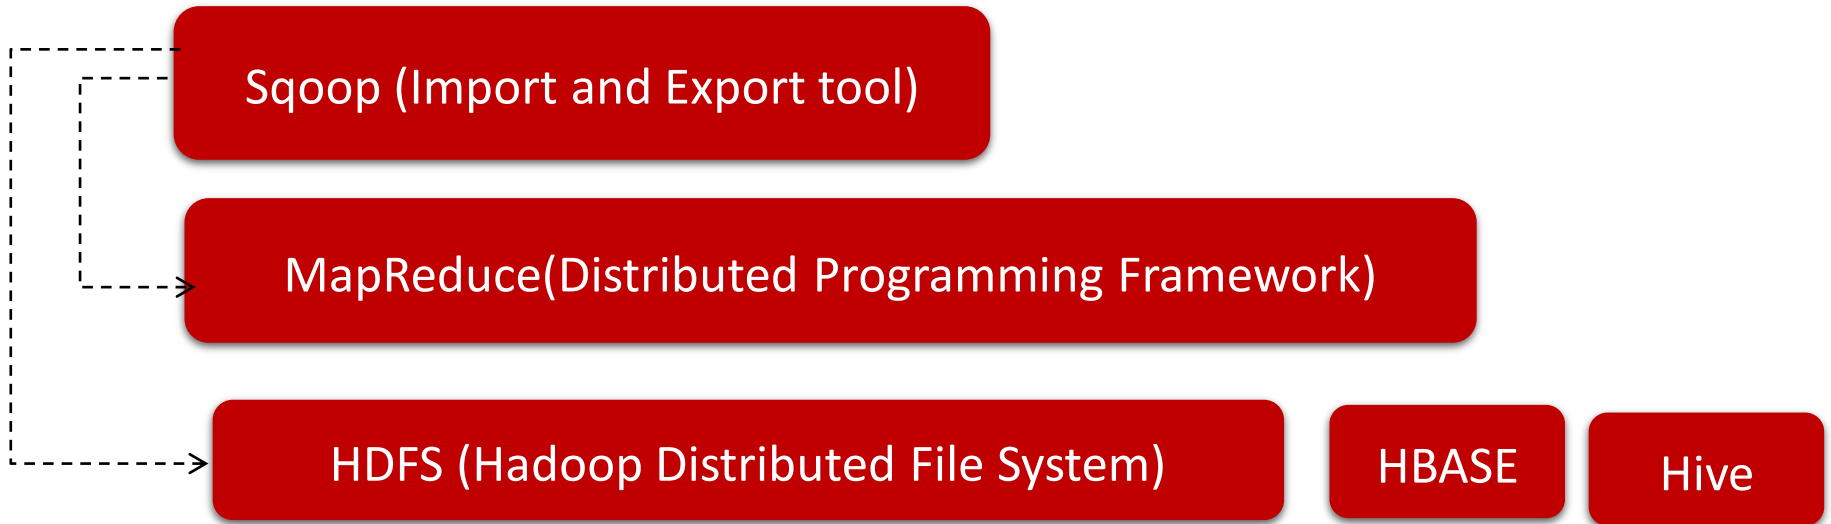 Sqoop (Import and Export tool)
MapReduce(Distributed Programming Framework)
HDFS (Hadoop Distributed File System)
HBASE
Hive